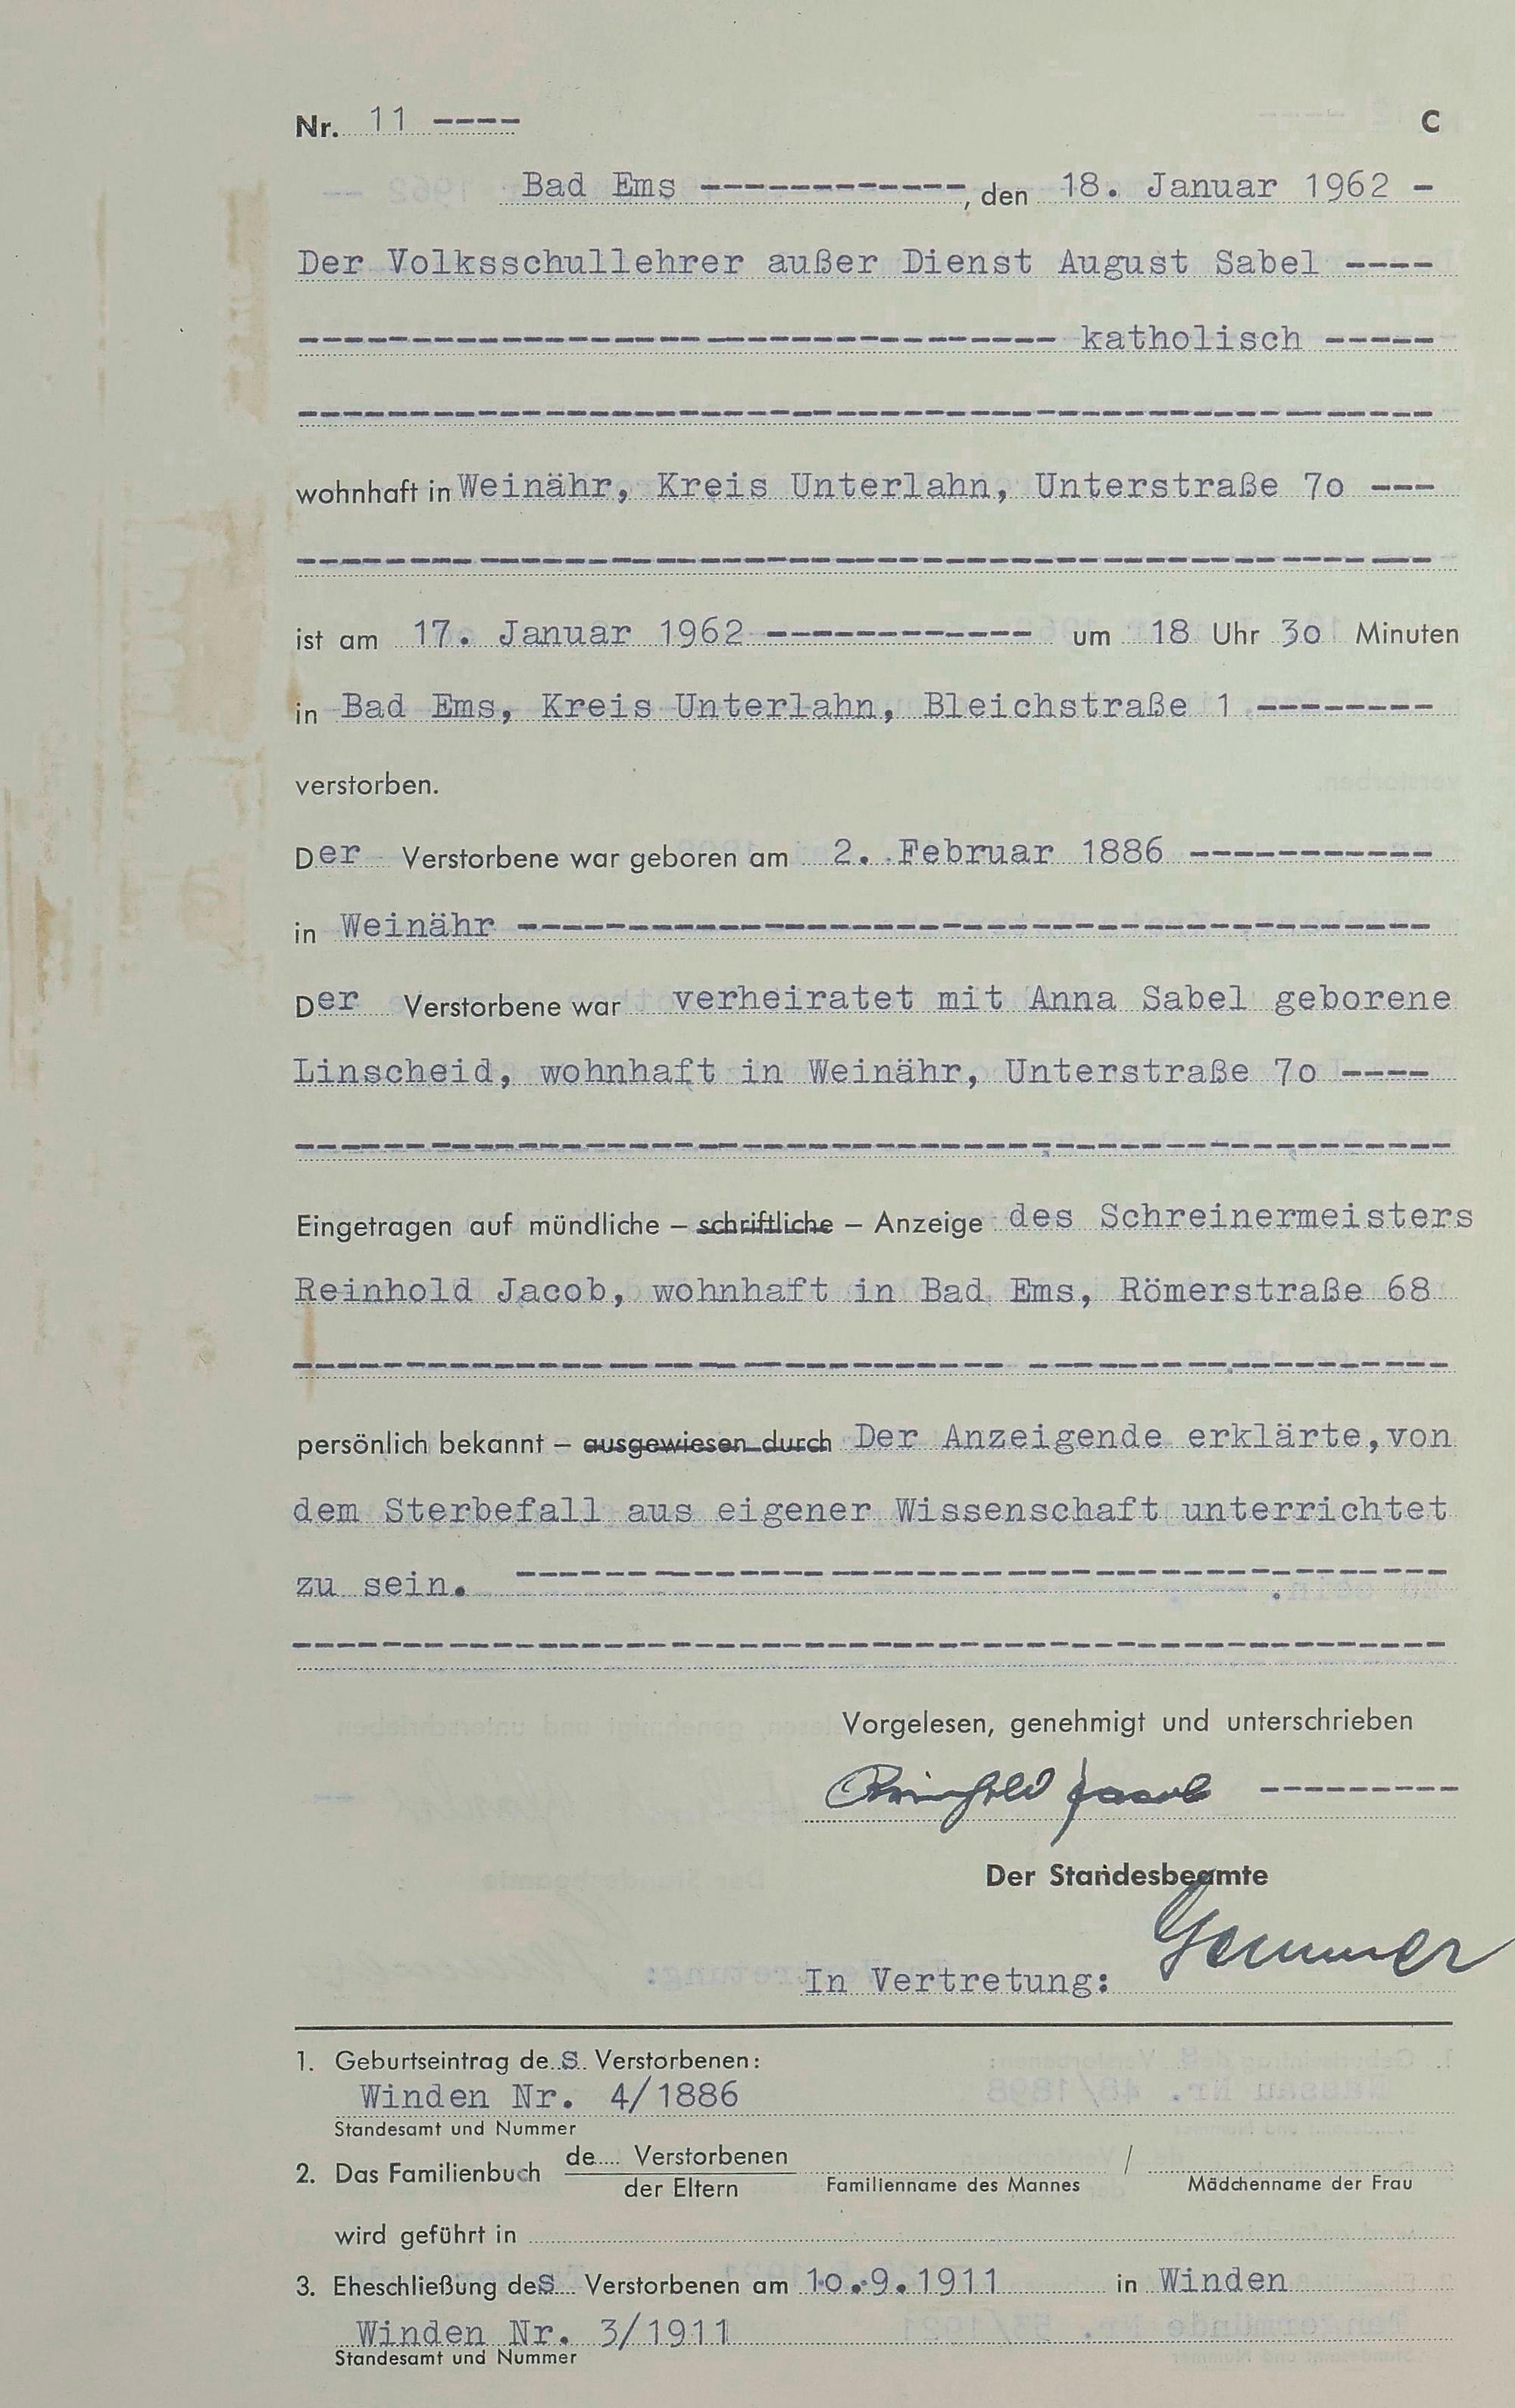 Nr. 11 ---- C
Bad Ems ------------, den 18. Januar 1962 -
Der Volksschullehrer außer Dienst August Sabel ----
katholisch -----
wohnhaft in Weinähr, Kreis Unterlahn, Unterstraße 7o ---
ist am 17. Januar 1962 ------------ um 18 Uhr 3o Minuten
in Bad Ems, Kreis Unterlahn, Bleichstraße 1 --------
verstorben.
Der Verstorbene war geboren am 2. Februar 1886 -----------
in Weinähr
Der Verstorbene war verheiratet mit Anna Sabel geborene
Linscheid, wohnhaft in Weinähr, Unterstraße 7o ----
Eingetragen auf mündliche – schriftliche – Anzeige des Schreinermeisters
Reinhold Jacob, wohnhaft in Bad Ems, Römerstraße 68
persönlich bekannt – ausgewiesen durch Der Anzeigende erklärte, von
dem Sterbefall aus eigener Wissenschaft unterrichtet
zu sein.
Vorgelesen, genehmigt und unterschrieben
Reinhold Jacob ---------
Der Standesbeamte
In Vertretung: Gemmer
1. Geburtseintrag des Verstorbenen:
Winden Nr. 4/1886
Standesamt und Nummer
2. Das Familienbuch de.... Verstorbenen
der Eltern Familienname des Mannes / Mädchenname der Frau
wird geführt in
3. Eheschließung des Verstorbenen am 1o.9.1911 in Winden
Winden Nr. 3/1911
Standesamt und Nummer